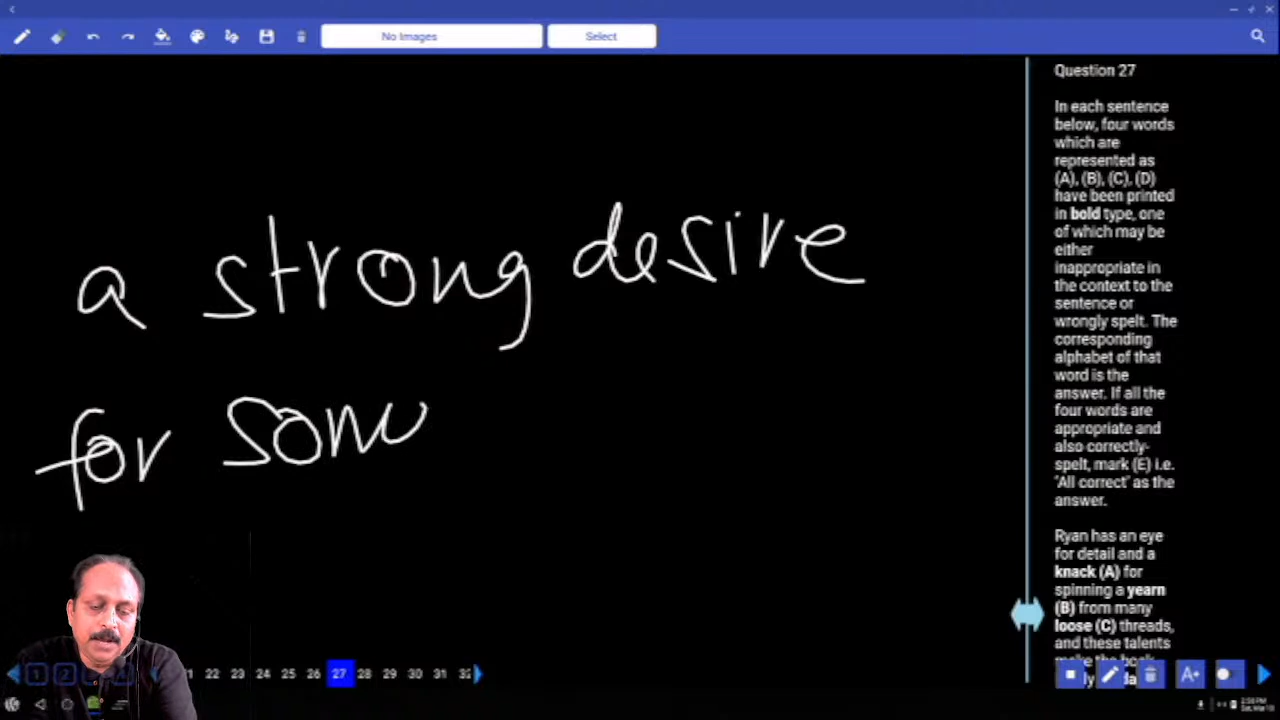 No Images
Select
Question 27
In each sentence
below, four words
which are
represented as
(A), (B), (C), (D)
have been printed
in bold type, one
of which may be
either
inappropriate in
the context to the
sentence or
wrongly spelt. The
corresponding
alphabet of that
word is the
answer. If all the
four words are
appropriate and
also correctly-
spelt, mark (E) i.e.
'All correct' as the
answer.
Ryan has an eye
for detail and a
knack (A) for
spinning a yearn
(B) from many
loose (C) threads,
and these talents
a strong desire
for som
1 2 22 23 24 25 26 27 28 29 30 31
A+